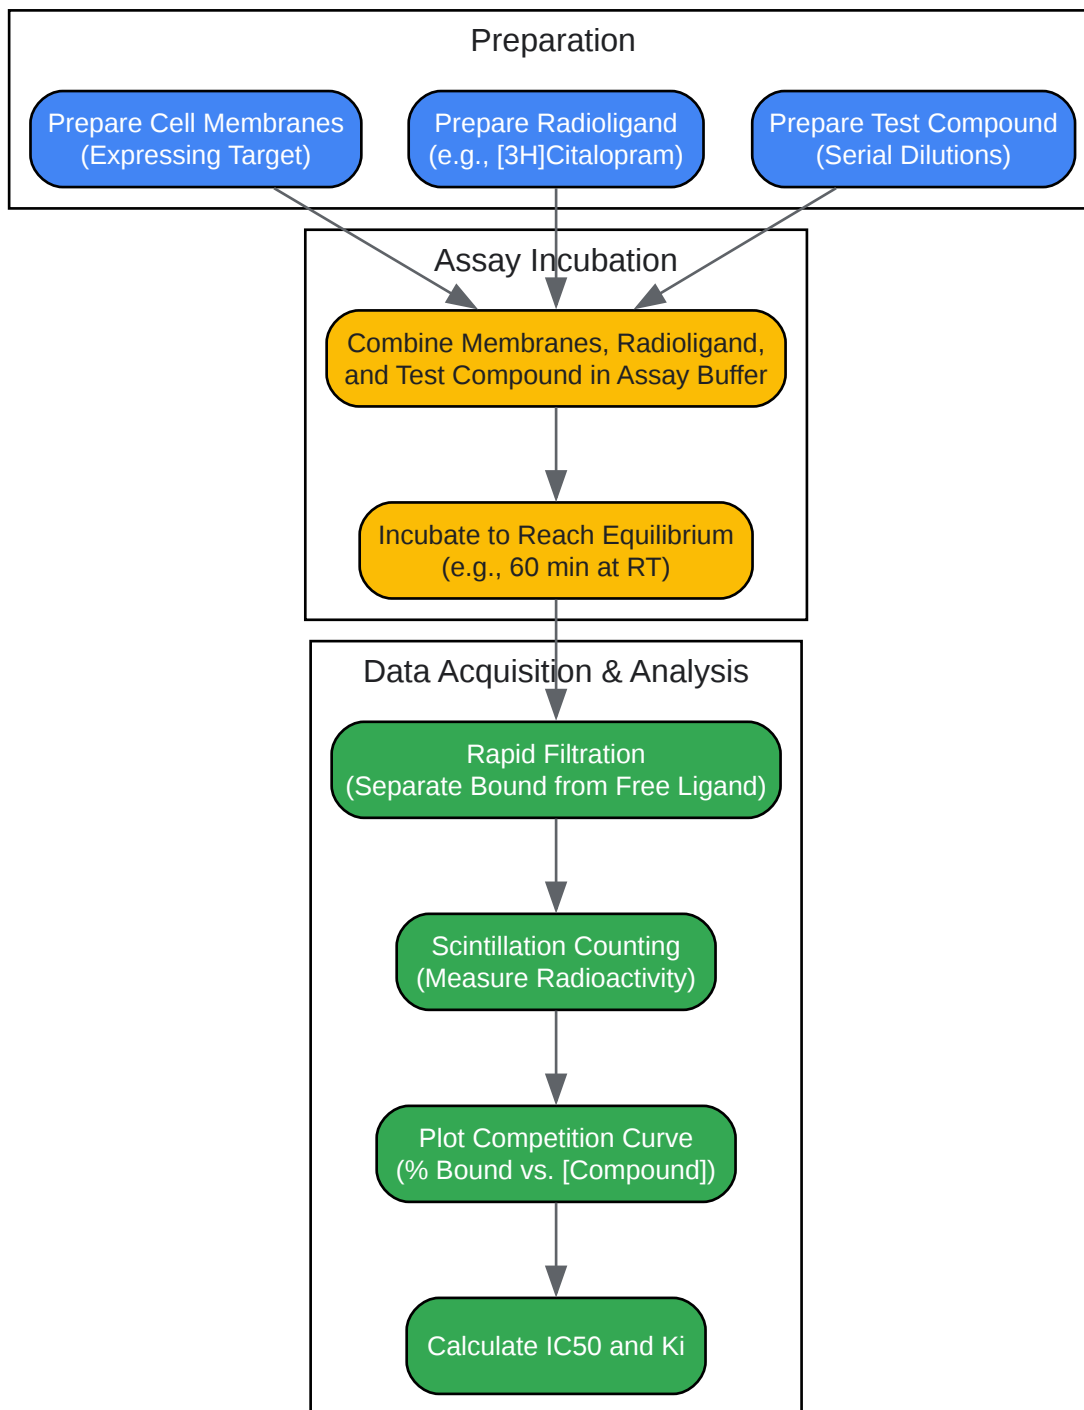 Preparation
Prepare Cell Membranes
(Expressing Target)
Prepare Radioligand
(e.g., [3H]Citalopram)
Prepare Test Compound
(Serial Dilutions)
Assay Incubation
Combine Membranes, Radioligand,
and Test Compound in Assay Buffer
Incubate to Reach Equilibrium
(e.g., 60 min at RT)
Data Acquisition & Analysis
Rapid Filtration
(Separate Bound from Free Ligand)
Scintillation Counting
(Measure Radioactivity)
Plot Competition Curve
(% Bound vs. [Compound])
Calculate IC50 and Ki